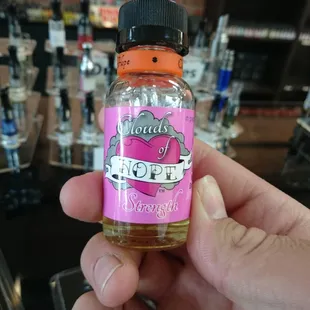 Clouds
of
HOPE
Strength